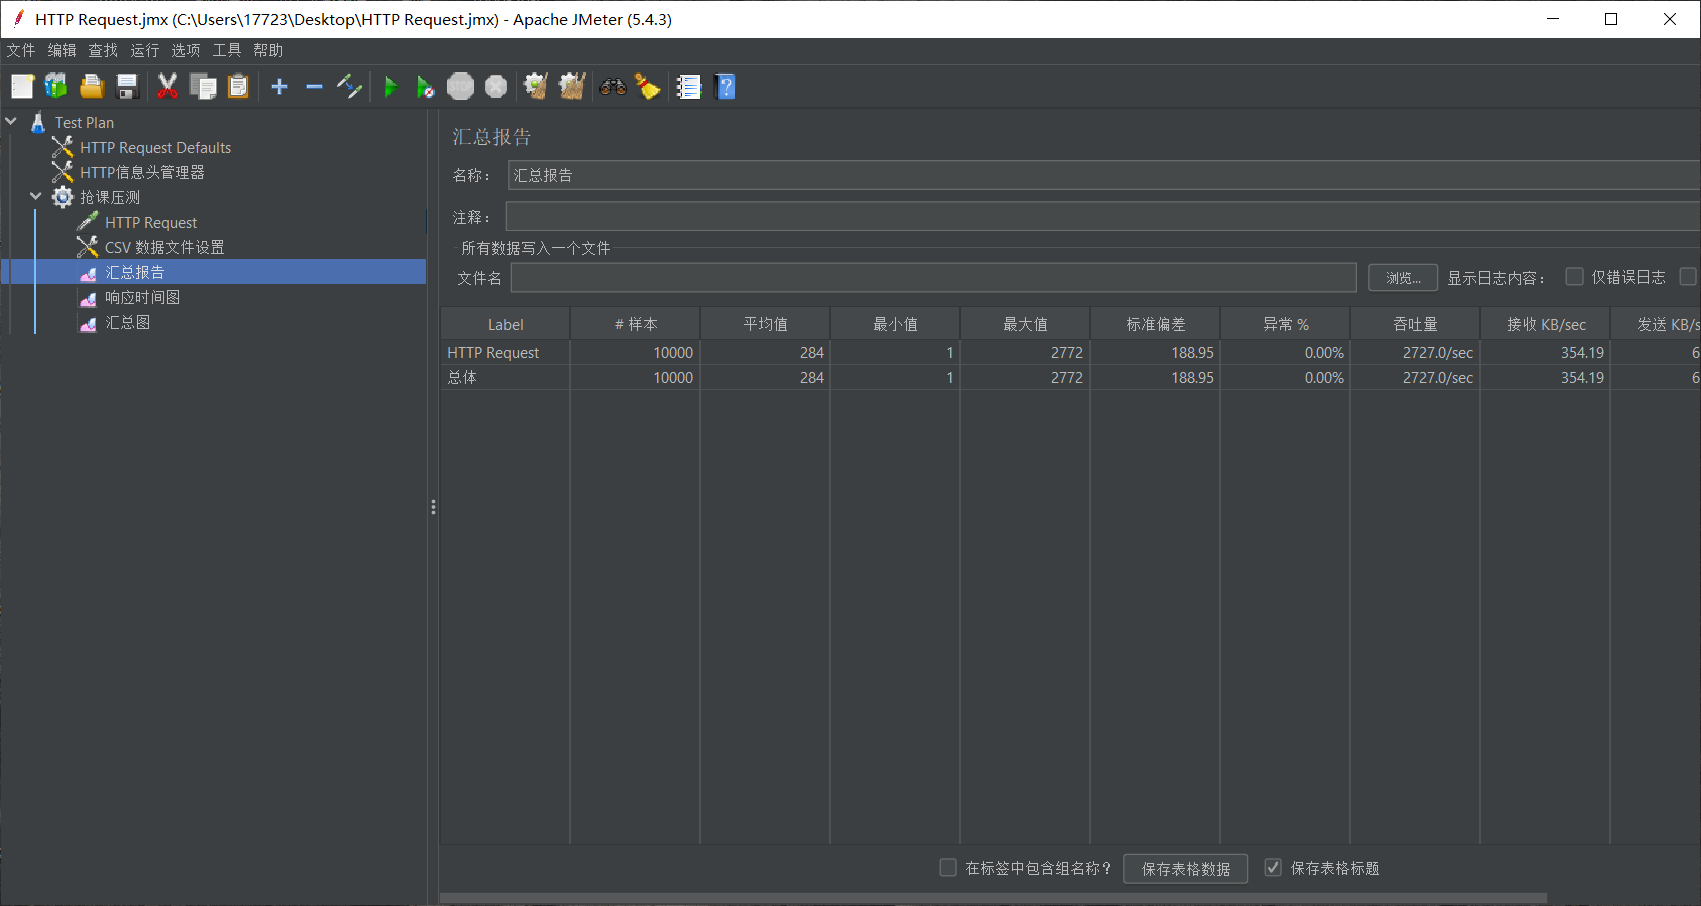 HTTP Request.jmx (C:\Users\17723\Desktop\HTTP Request.jmx) - Apache JMeter (5.4.3)
文件 编辑 查找 运行 选项 工具 帮助
STOP
Test Plan
HTTP Request Defaults
HTTP信息头管理器
抢课压测
HTTP Request
CSV 数据文件设置
汇总报告
响应时间图
汇总图
汇总报告
名称： 汇总报告
注释：
所有数据写入一个文件
文件名 浏览... 显示日志内容： 仅错误日志
Label # 样本 平均值 最小值 最大值 标准偏差 异常 % 吞吐量 接收 KB/sec 发送 KB/s
HTTP Request 10000 284 1 2772 188.95 0.00% 2727.0/sec 354.19 6
总体 10000 284 1 2772 188.95 0.00% 2727.0/sec 354.19 6
在标签中包含组名称？ 保存表格数据 保存表格标题